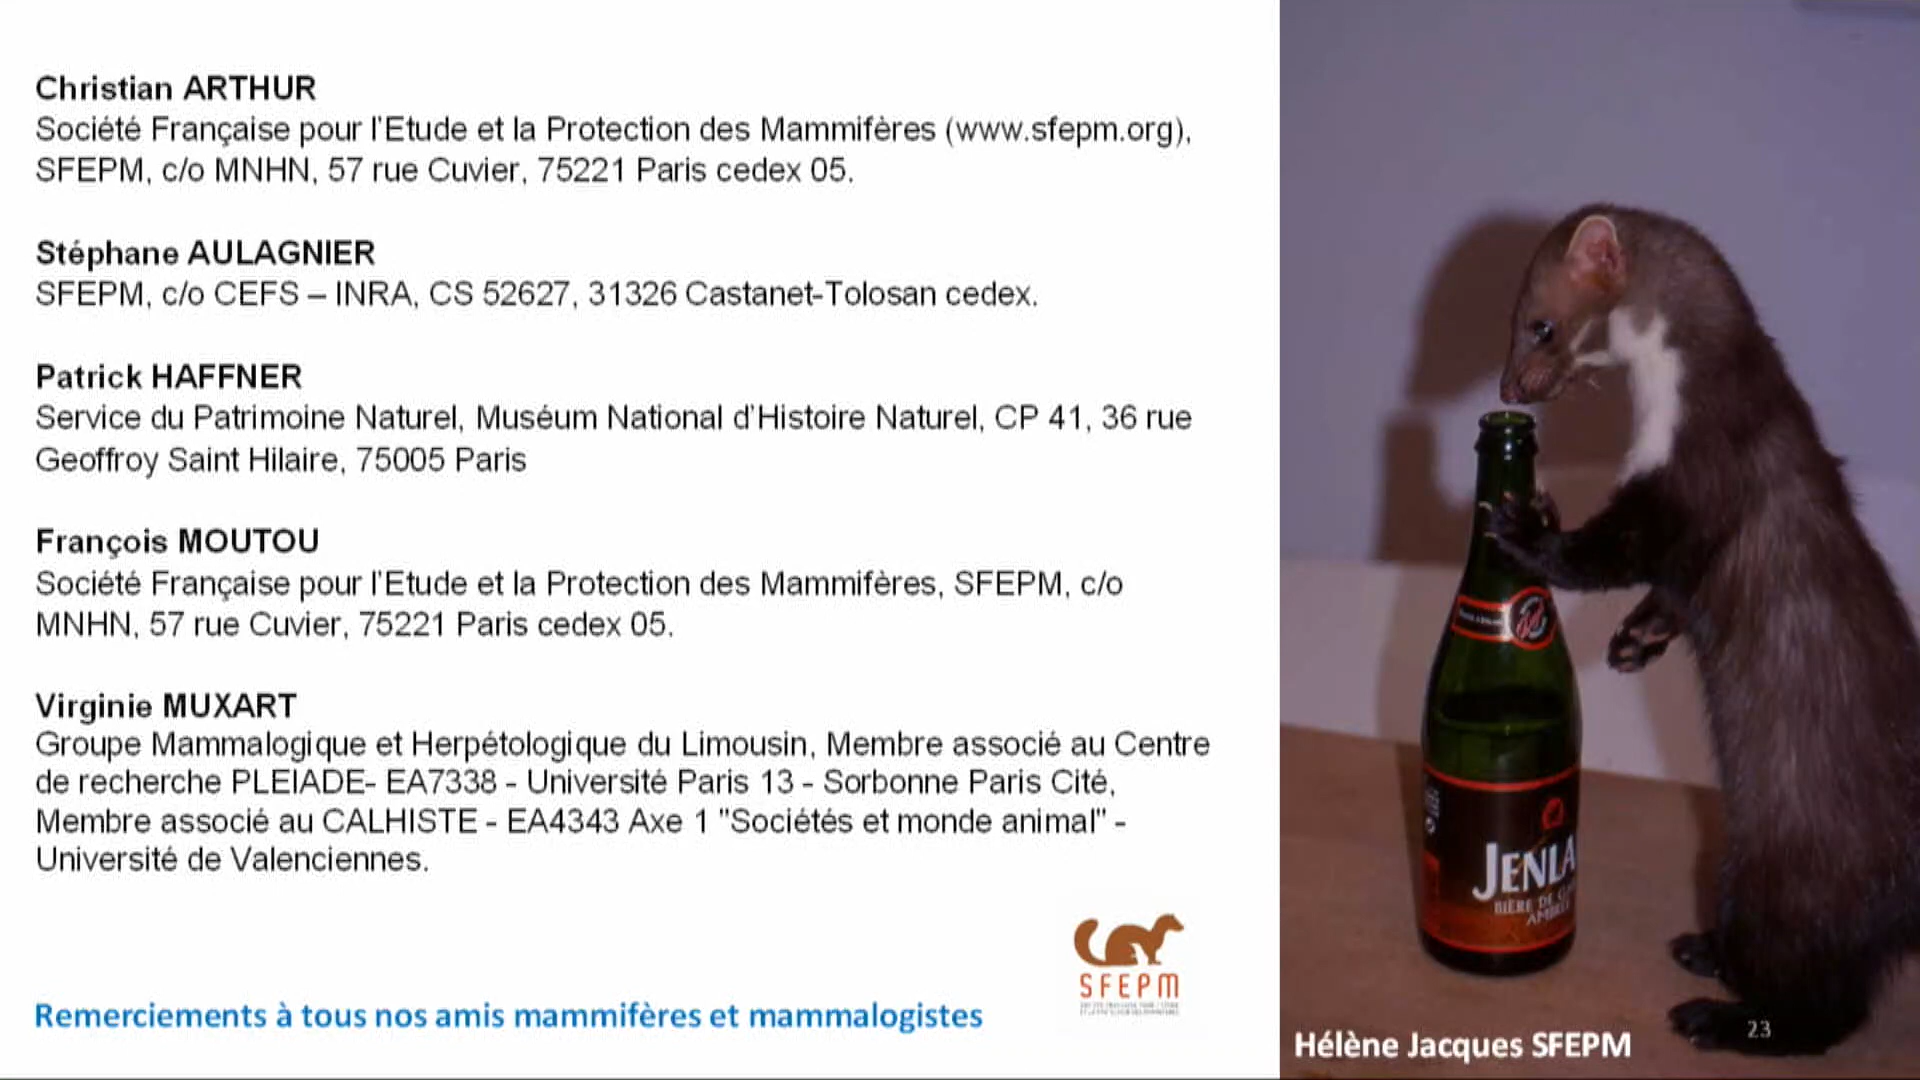 Christian ARTHUR
Société Française pour l'Etude et la Protection des Mammifères (www.sfepm.org),
SFEPM, c/o MNHN, 57 rue Cuvier, 75221 Paris cedex 05.
Stéphane AULAGNIER
SFEPM, c/o CEFS – INRA, CS 52627, 31326 Castanet-Tolosan cedex.
Patrick HAFFNER
Service du Patrimoine Naturel, Muséum National d'Histoire Naturel, CP 41, 36 rue
Geoffroy Saint Hilaire, 75005 Paris
François MOUTOU
Société Française pour l'Etude et la Protection des Mammifères, SFEPM, c/o
MNHN, 57 rue Cuvier, 75221 Paris cedex 05.
Virginie MUXART
Groupe Mammalogique et Herpétologique du Limousin, Membre associé au Centre
de recherche PLEIADE- EA7338 - Université Paris 13 - Sorbonne Paris Cité,
Membre associé au CALHISTE - EA4343 Axe 1 "Sociétés et monde animal" -
Université de Valenciennes.
SFEPM
Remerciements à tous nos amis mammifères et mammalogistes
JENLA
BIÈRE DE
Hélène Jacques SFEPM
23